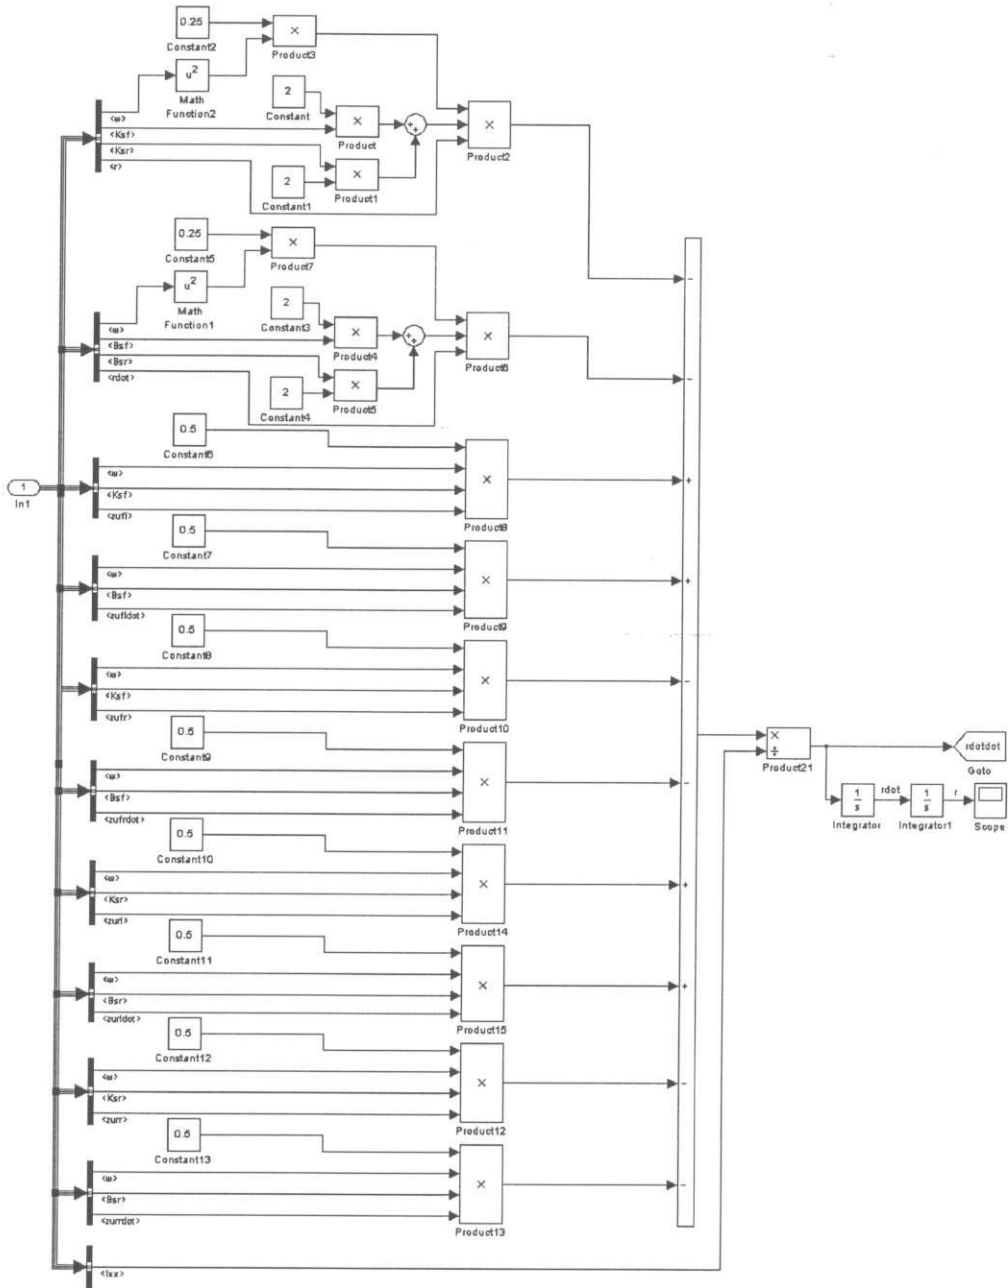 0.25
Constant2
×
Product3
u²
Math
Function2
2
Constant
×
Product
+
+
×
Product2
<w>
<Ksf>
<Ksr>
<r>
2
Constant1
×
Product1
0.25
Constant5
×
Product7
u²
Math
Function1
2
Constant3
×
Product4
+
+
×
Product6
<w>
<Bsf>
<Bsr>
<rdot>
2
Constant4
×
Product5
-
-
1
In1
0.5
Constant6
<w>
<Ksf>
<zufl>
×
Product8
+
0.5
Constant7
<w>
<Bsf>
<zufldot>
×
Product9
+
0.5
Constant8
<w>
<Ksf>
<zufr>
×
Product10
-
0.5
Constant9
<w>
<Bsf>
<zufrdot>
×
Product11
-
0.5
Constant10
<w>
<Ksr>
<zurl>
×
Product14
+
0.5
Constant11
<w>
<Bsr>
<zurldot>
×
Product15
+
0.5
Constant12
<w>
<Ksr>
<zurr>
×
Product12
-
0.5
Constant13
<w>
<Bsr>
<zurrdot>
×
Product13
-
<Ixx>
×
÷
Product21
rdotdot
Goto
1
s
Integrator
rdot
1
s
Integrator1
r
Scope